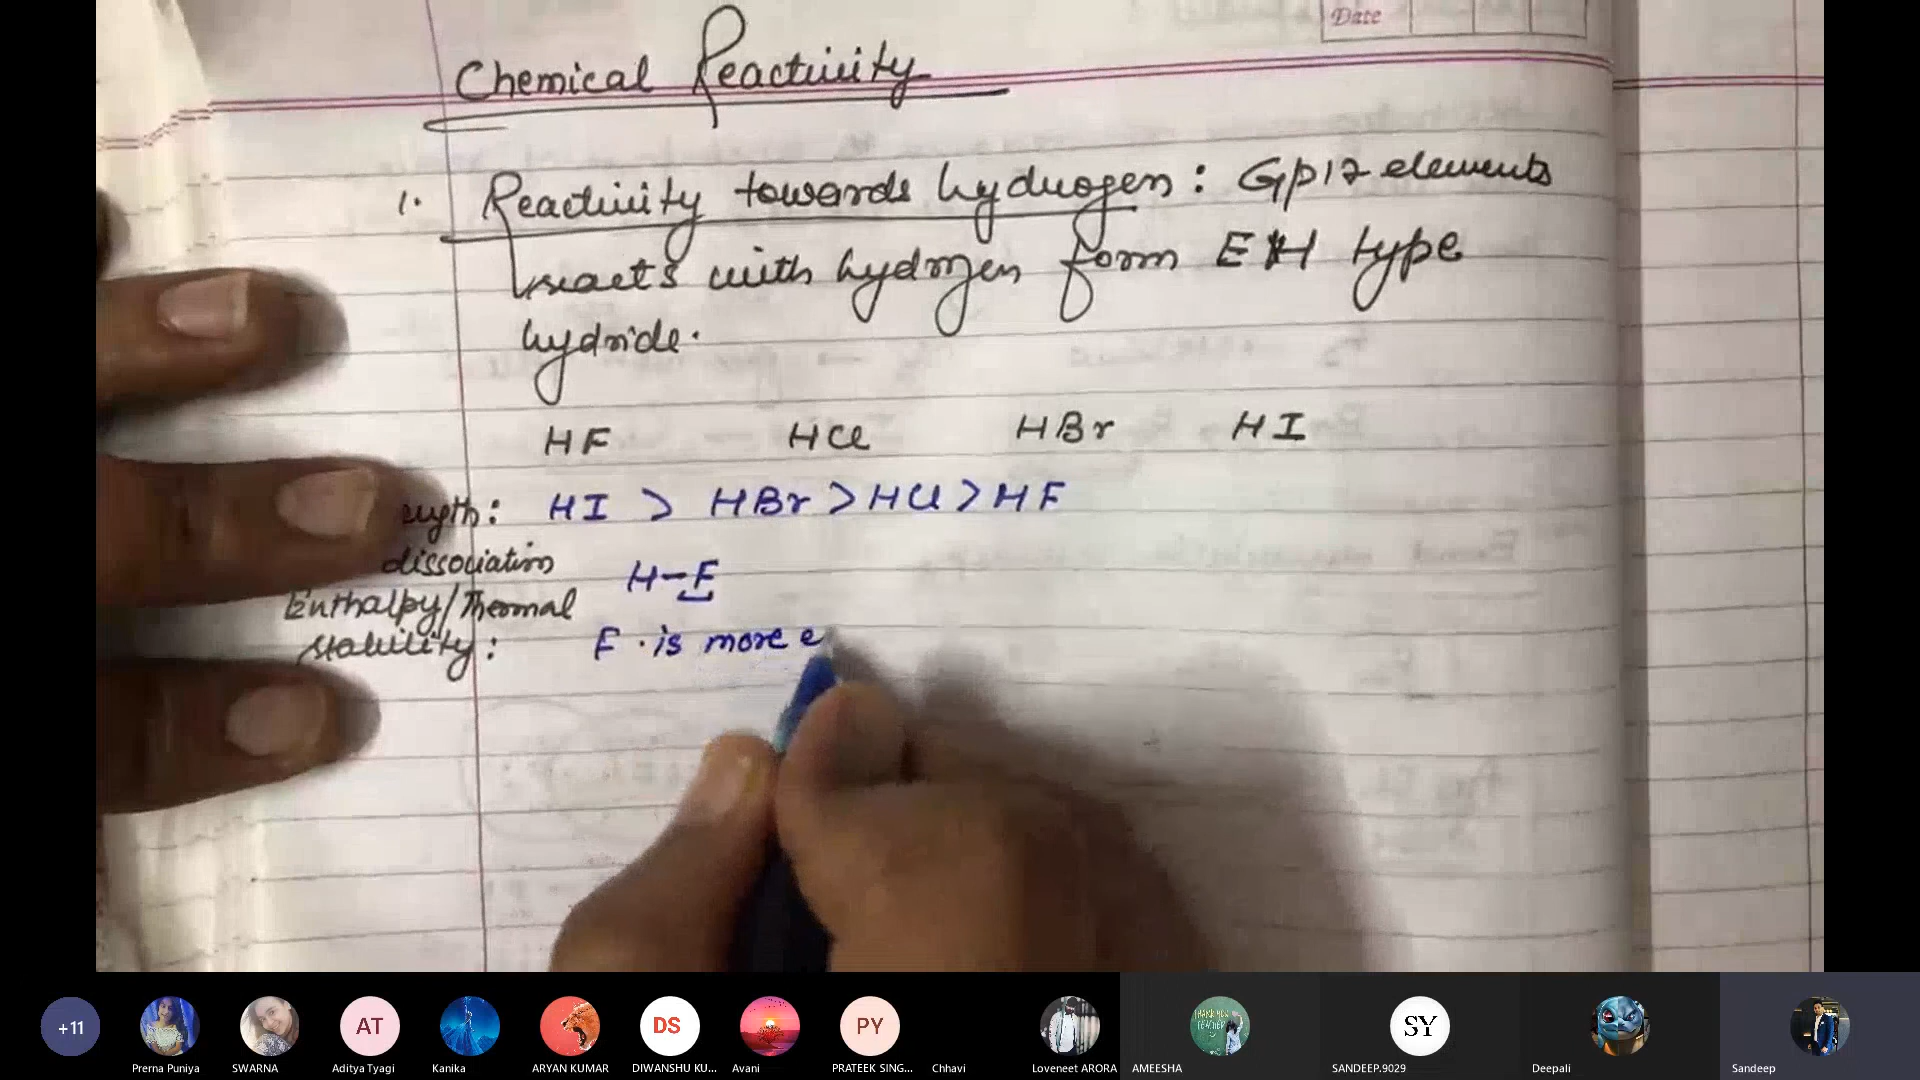 Date
Chemical Reactivity
1. Reactivity towards hydrogen: Gp17 elements
reacts with hydrogen form EH type
hydride.
HF HCl HBr HI
HI > HBr > HCl > HF
dissociation
H-F
Enthalpy/Thermal
stability: F is more e
+11
AT
DS
PY
SY
Prerna Puniya SWARNA Aditya Tyagi Kanika ARYAN KUMAR DIWANSHU KU... Avani PRATEEK SING... Chhavi Loveneet ARORA AMEESHA SANDEEP.9029 Deepali Sandeep